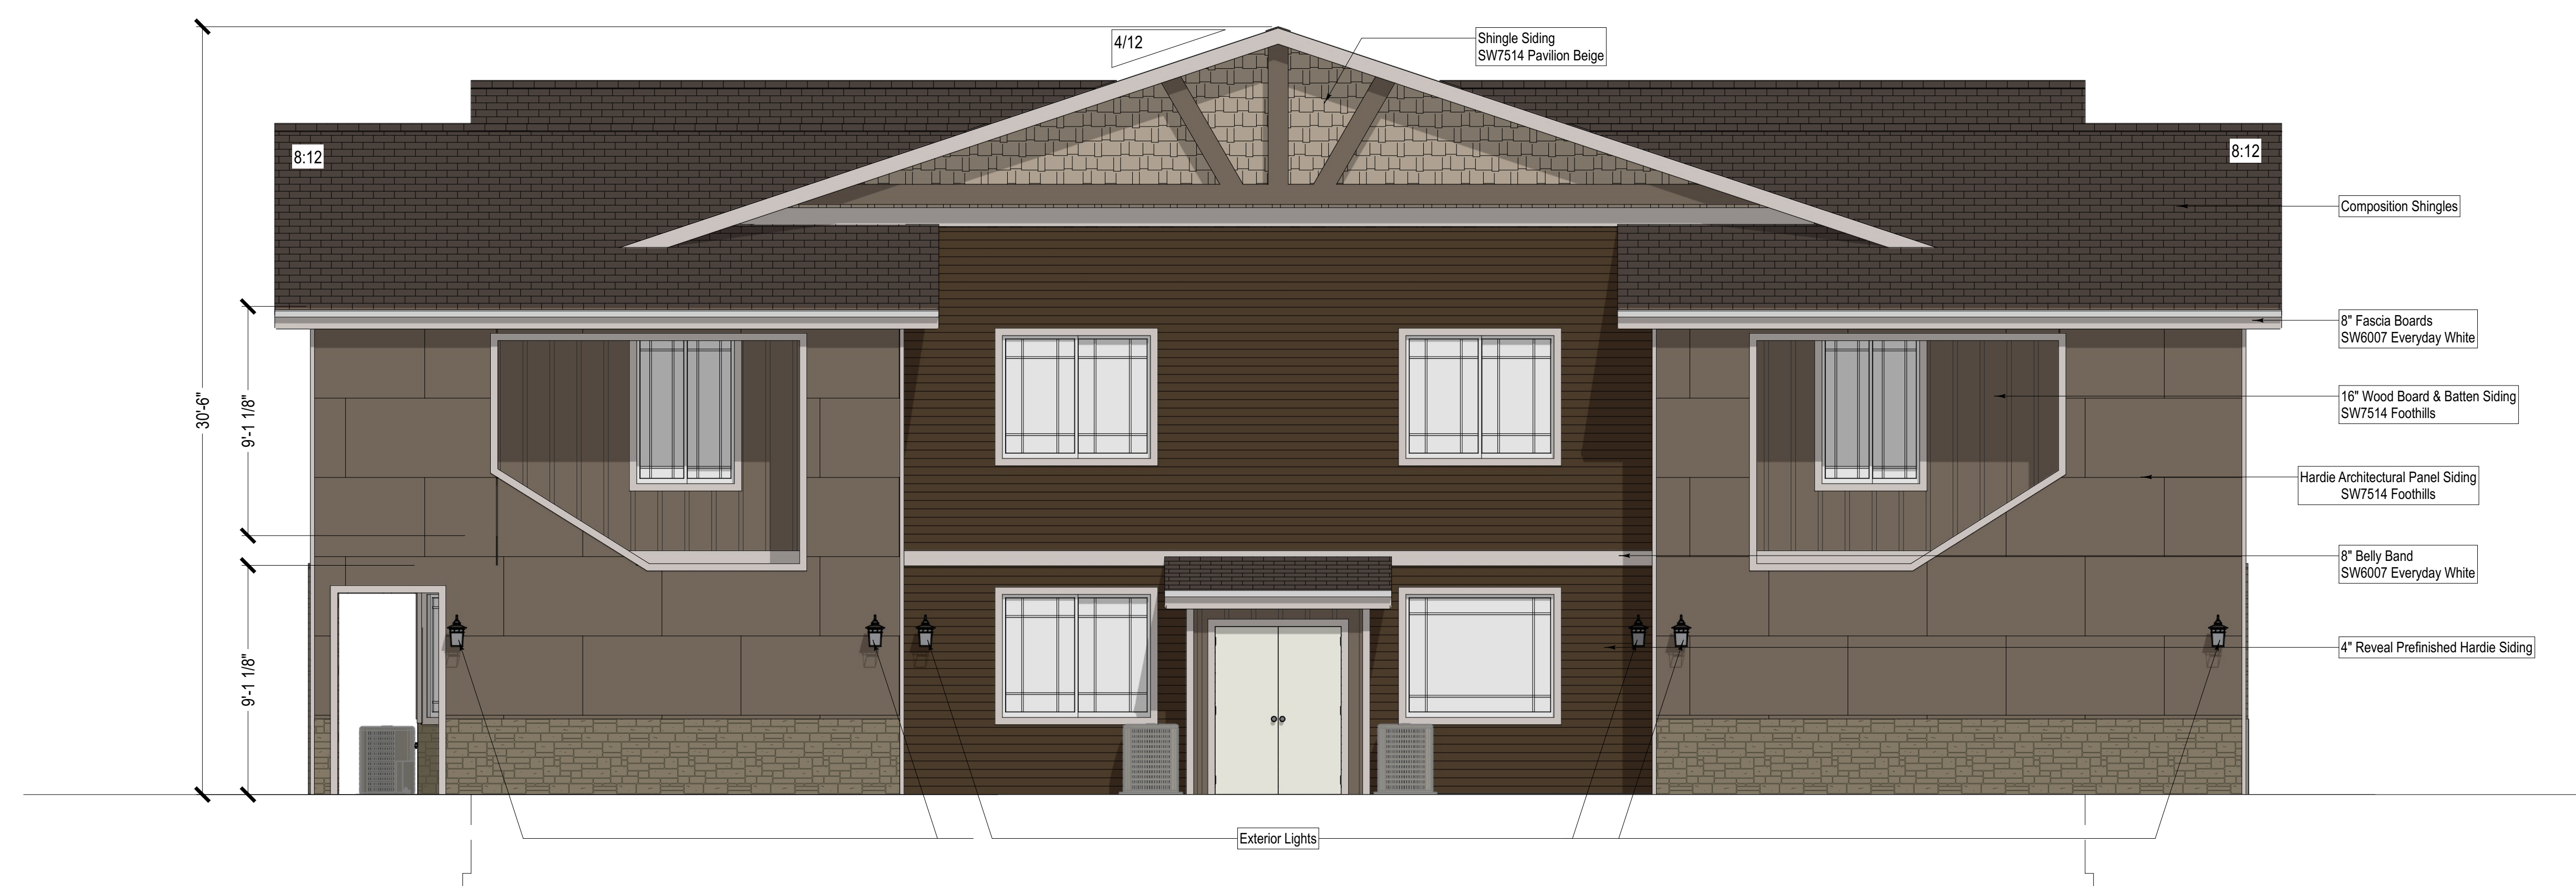 4/12
Shingle Siding
SW7514 Pavilion Beige
8:12
8:12
Composition Shingles
8" Fascia Boards
SW6007 Everyday White
30'-6"
9'-1 1/8"
16" Wood Board & Batten Siding
SW7514 Foothills
Hardie Architectural Panel Siding
SW7514 Foothills
8" Belly Band
SW6007 Everyday White
9'-1 1/8"
4" Reveal Prefinished Hardie Siding
Exterior Lights